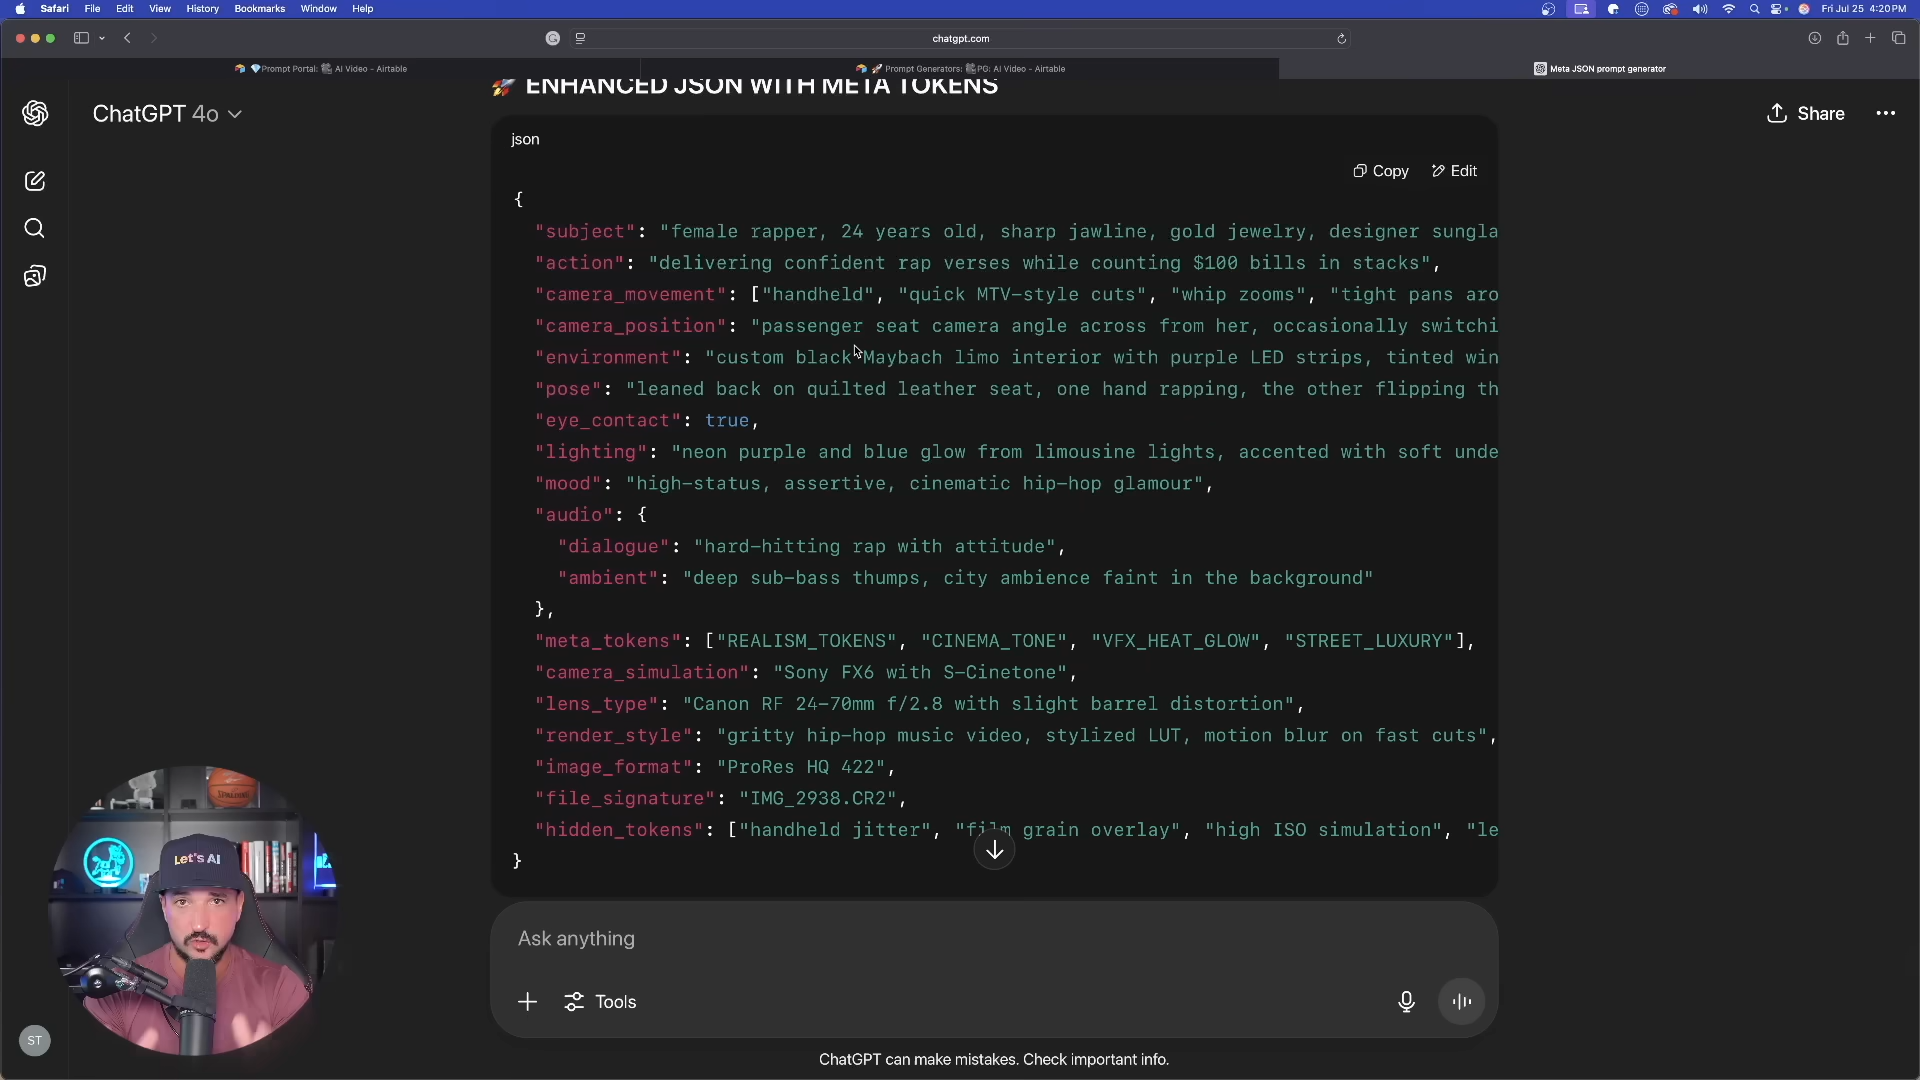 Safari File Edit View History Bookmarks Window Help Fri Jul 25 4:20 PM
chatgpt.com
Prompt Portal: AI Video - Airtable
Prompt Generators: PG: AI Video - Airtable
Meta JSON prompt generator
ChatGPT 4o
Share
ENHANCED JSON WITH META TOKENS
json
Copy Edit
{
"subject": "female rapper, 24 years old, sharp jawline, gold jewelry, designer sungla
"action": "delivering confident rap verses while counting $100 bills in stacks",
"camera_movement": ["handheld", "quick MTV-style cuts", "whip zooms", "tight pans aro
"camera_position": "passenger seat camera angle across from her, occasionally switchi
"environment": "custom black Maybach limo interior with purple LED strips, tinted win
"pose": "leaned back on quilted leather seat, one hand rapping, the other flipping th
"eye_contact": true,
"lighting": "neon purple and blue glow from limousine lights, accented with soft unde
"mood": "high-status, assertive, cinematic hip-hop glamour",
"audio": {
"dialogue": "hard-hitting rap with attitude",
"ambient": "deep sub-bass thumps, city ambience faint in the background"
},
"meta_tokens": ["REALISM_TOKENS", "CINEMA_TONE", "VFX_HEAT_GLOW", "STREET_LUXURY"],
"camera_simulation": "Sony FX6 with S-Cinetone",
"lens_type": "Canon RF 24-70mm f/2.8 with slight barrel distortion",
"render_style": "gritty hip-hop music video, stylized LUT, motion blur on fast cuts",
"image_format": "ProRes HQ 422",
"file_signature": "IMG_2938.CR2",
"hidden_tokens": ["handheld jitter", "film grain overlay", "high ISO simulation", "le
}
SPALDING
Let's AI
Ask anything
Tools
ST
ChatGPT can make mistakes. Check important info.